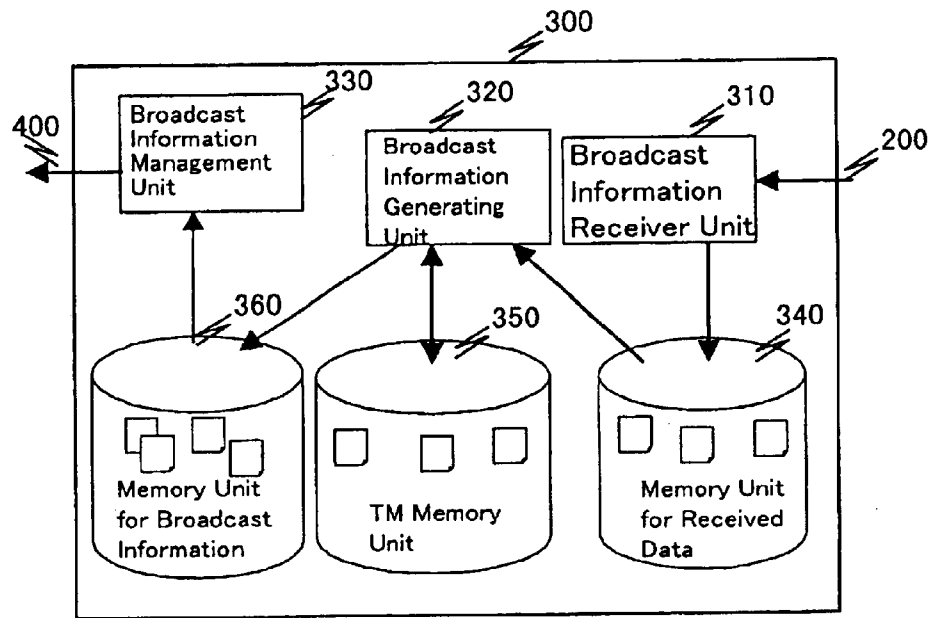 300
330
320
310
400
200
Broadcast
Information
Management
Unit
Broadcast
Information
Generating
Unit
Broadcast
Information
Receiver Unit
360
350
340
Memory Unit
for Broadcast
Information
TM Memory
Unit
Memory Unit
for Received
Data